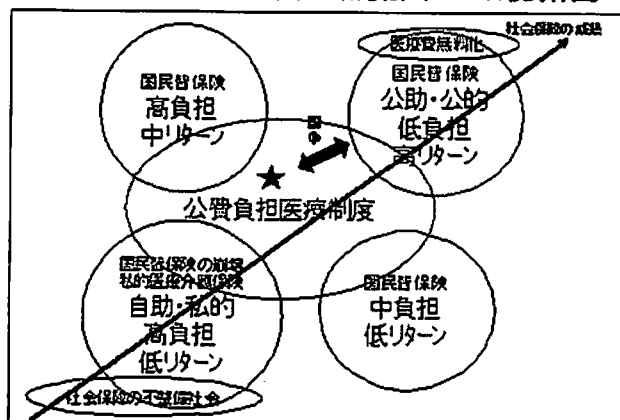 社会保険の成熟
医療費無料化
国民皆保険
公助・公的
低負担
高リターン
国民皆保険
高負担
中リターン
公費負担医療制度
国民皆保険の崩壊
私的医療介護保険
自助・私的
高負担
低リターン
国民皆保険
中負担
低リターン
社会保険の不整備社会